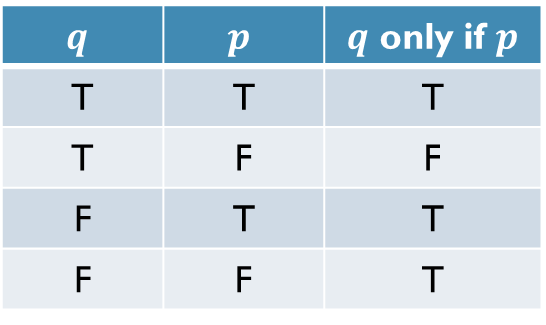 q p q only if p
T T T
T F F
F T T
F F T